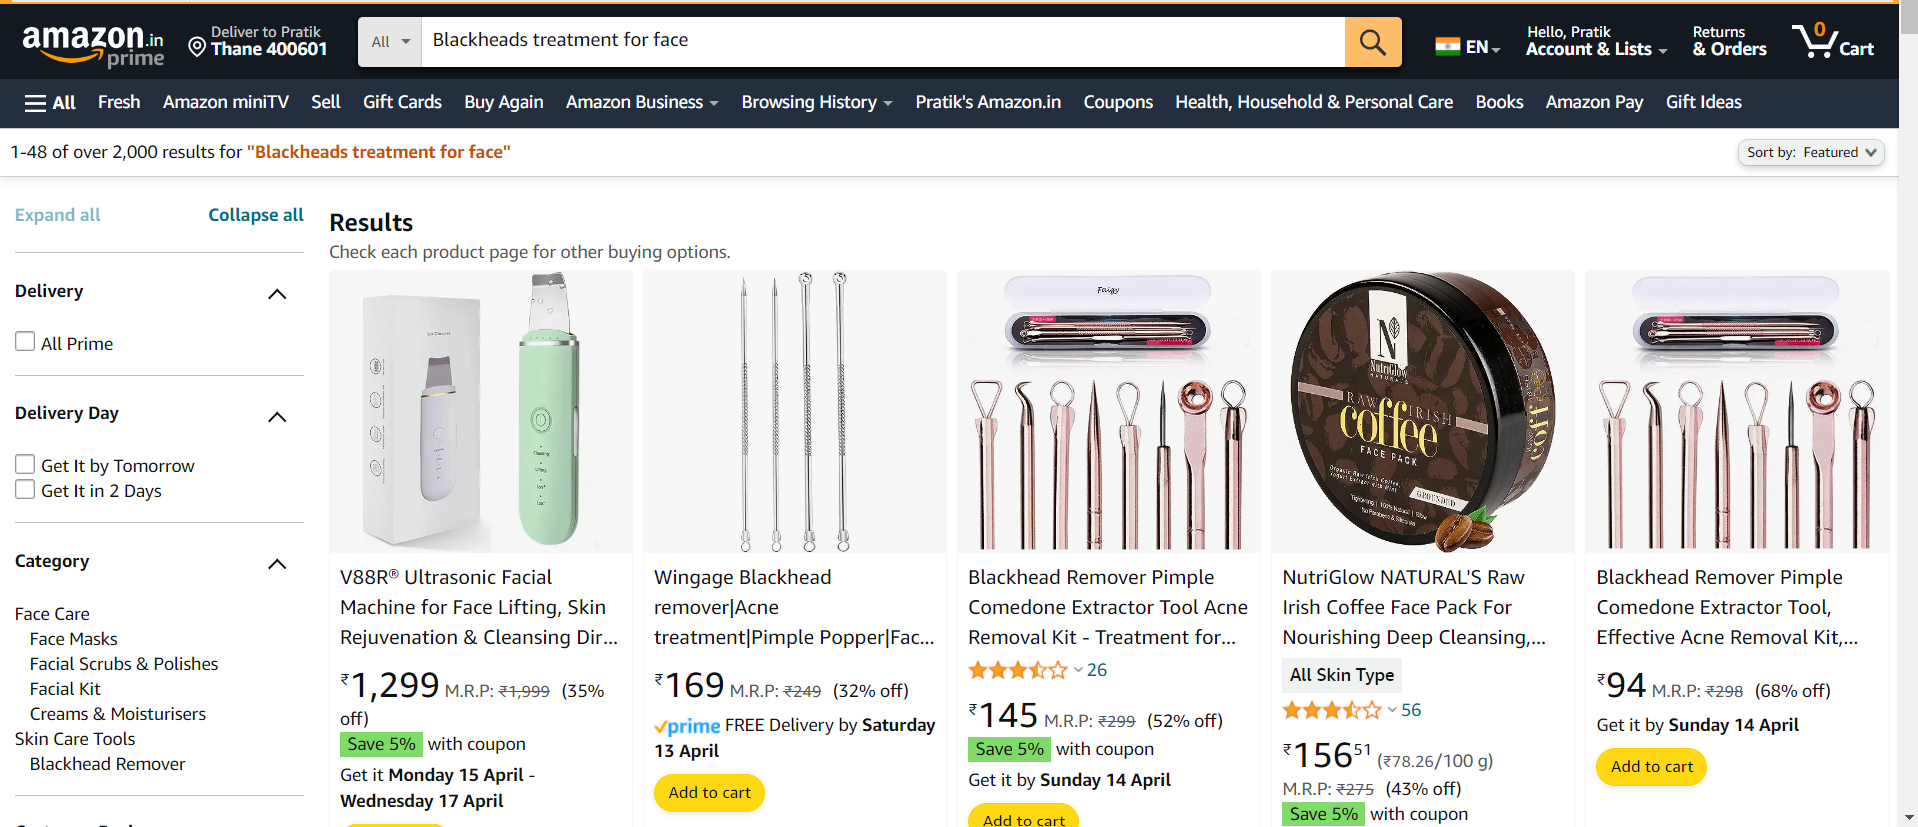 amazon.in
prime
Deliver to Pratik
Thane 400601
All
Blackheads treatment for face
EN
Hello, Pratik
Account & Lists
Returns
& Orders
0
Cart
All
Fresh
Amazon miniTV
Sell
Gift Cards
Buy Again
Amazon Business
Browsing History
Pratik's Amazon.in
Coupons
Health, Household & Personal Care
Books
Amazon Pay
Gift Ideas
1-48 of over 2,000 results for "Blackheads treatment for face"
Sort by: Featured
Expand all
Collapse all
Delivery
All Prime
Delivery Day
Get It by Tomorrow
Get It in 2 Days
Category
Face Care
Face Masks
Facial Scrubs & Polishes
Facial Kit
Creams & Moisturisers
Skin Care Tools
Blackhead Remover
Results
Check each product page for other buying options.
V88R® Ultrasonic Facial
Machine for Face Lifting, Skin
Rejuvenation & Cleansing Dir...
₹1,299 M.R.P: ₹1,999 (35%
off)
Save 5% with coupon
Get it Monday 15 April -
Wednesday 17 April
Wingage Blackhead
remover|Acne
treatment|Pimple Popper|Fac...
₹169 M.R.P: ₹249 (32% off)
prime FREE Delivery by Saturday
13 April
Add to cart
Faigy
Blackhead Remover Pimple
Comedone Extractor Tool Acne
Removal Kit - Treatment for...
26
₹145 M.R.P: ₹299 (52% off)
Save 5% with coupon
Get it by Sunday 14 April
Add to cart
N
NutriGlow
NATURALS
RAW IRISH
coffee
FACE PACK
GROUNDED
NutriGlow NATURAL'S Raw
Irish Coffee Face Pack For
Nourishing Deep Cleansing,...
All Skin Type
56
₹156 51 (₹78.26/100 g)
M.R.P: ₹275 (43% off)
Save 5% with coupon
Blackhead Remover Pimple
Comedone Extractor Tool,
Effective Acne Removal Kit,...
₹94 M.R.P: ₹298 (68% off)
Get it by Sunday 14 April
Add to cart